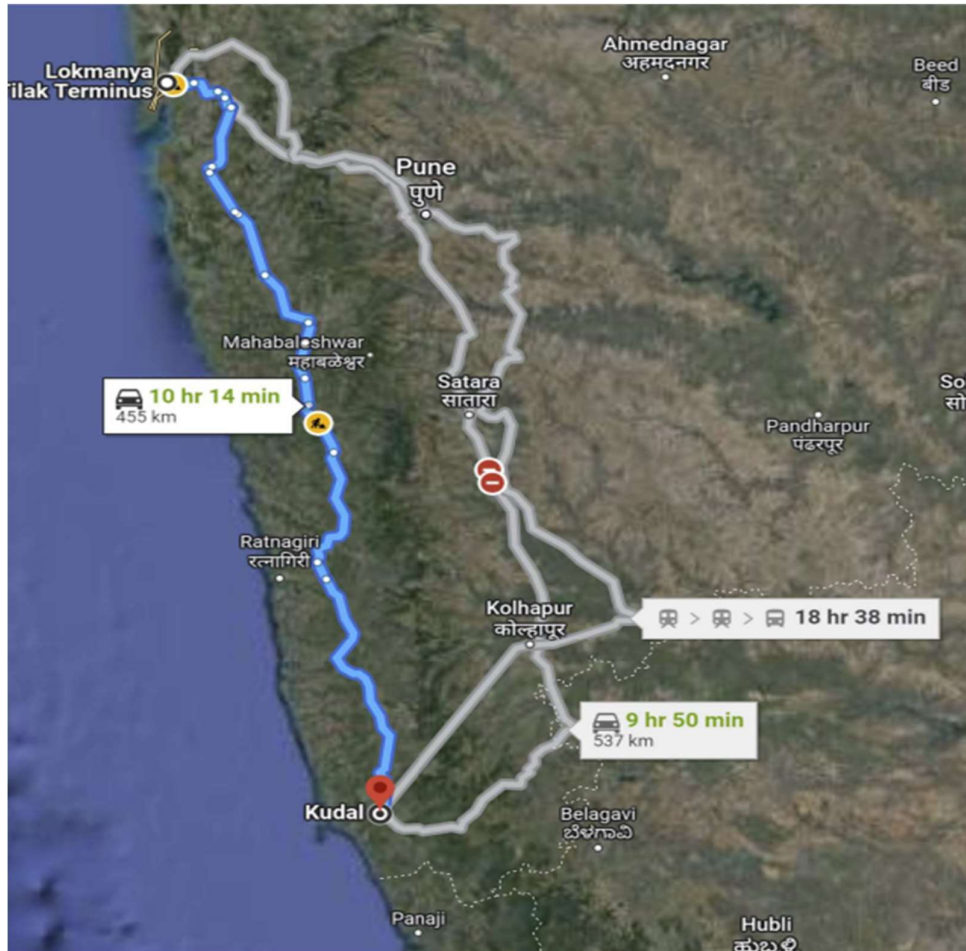 Ahmednagar
अहमदनगर
Beed
बीड
Lokmanya
Tilak Terminus
Pune
पुणे
Mahabaleshwar
महाबळेश्वर
10 hr 14 min
455 km
Satara
सातारा
Pandharpur
पंढरपूर
Ratnagiri
रत्नागिरी
Kolhapur
कोल्हापूर
> > 18 hr 38 min
9 hr 50 min
537 km
Kudal
Belagavi
ಬೆಳಗಾವಿ
Panaji
Hubli